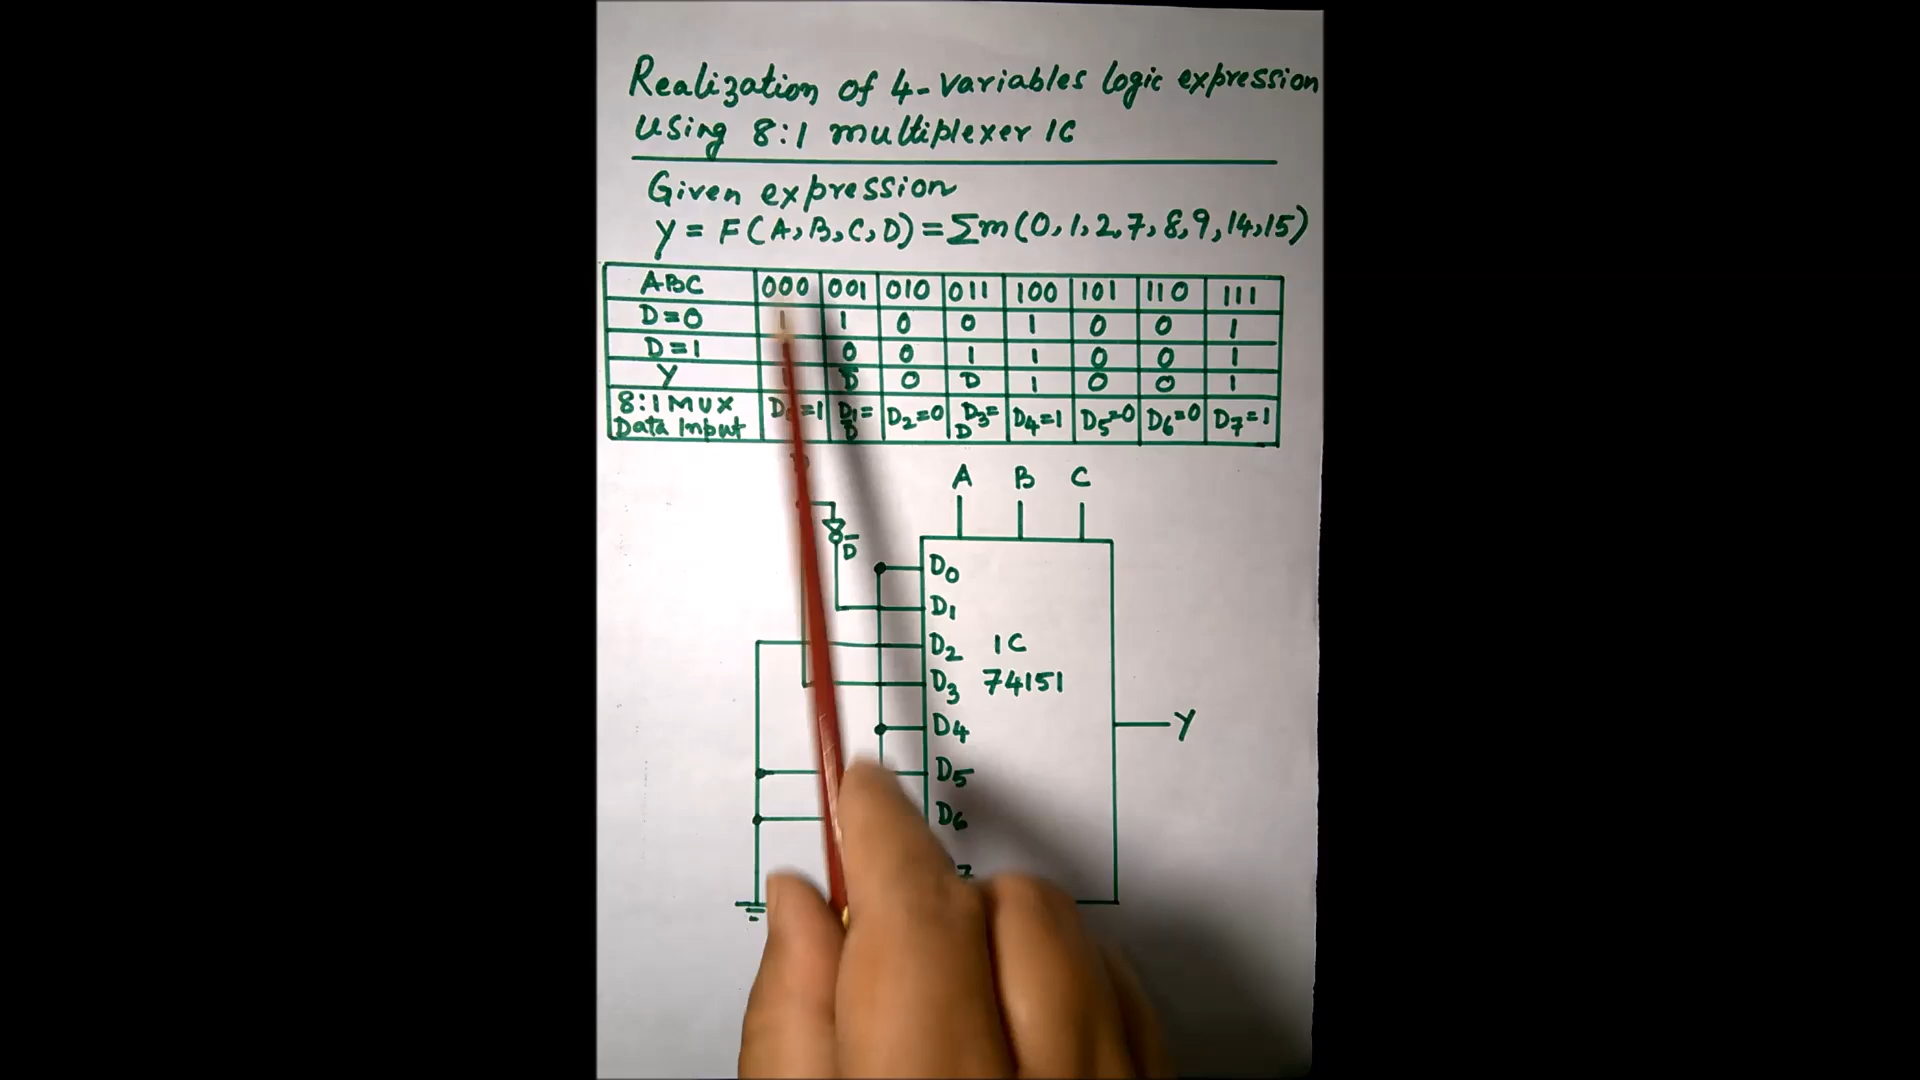 Realization of 4-variables logic expression
using 8:1 multiplexer IC
Given expression
Y = F(A,B,C,D) = Σm(0,1,2,7,8,9,14,15)
ABC 000 001 010 011 100 101 110 111
D=0 1 1 0 0 1 0 0 1
D=1 0 0 1 1 0 0 1
Y D̅ 0 D 1 0 0 1
8:1 MUX
Data Input =1 D1=D̅ D2=0 D3=D D4=1 D5=0 D6=0 D7=1
A B C
D̅
D0
D1
D2 IC
D3 74151
D4
Y
D5
D6
7